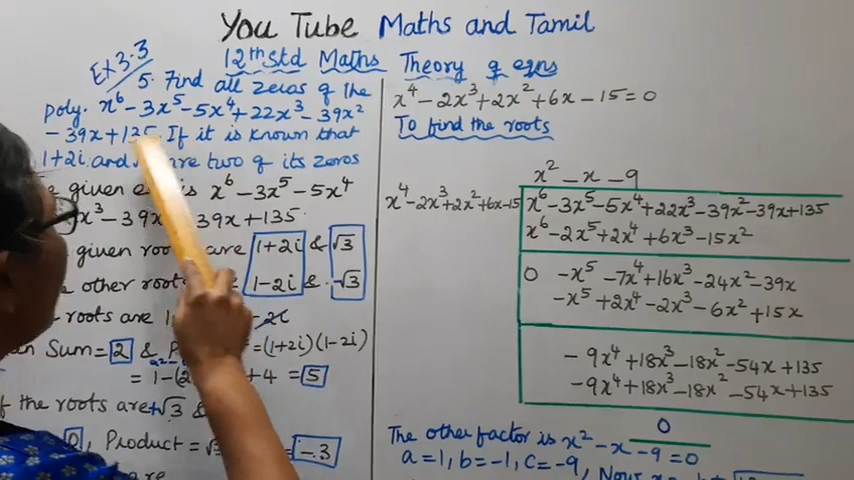 You Tube Maths and Tamil
12th Std Maths Theory of eqns
Ex 3.3
5. Find all zeros of the
poly. x⁶ - 3x⁵ - 5x⁴ + 22x³ - 39x²
- 39x + 135. If it is known that
1+2i and are two of its zeros
given is x⁶ - 3x⁵ - 5x⁴
x³ - 39x 39x + 135.
given roots are 1+2i & √3
other roots 1-2i & -√3
roots are
Sum = 2 & = (1+2i)(1-2i)
= 1-(2 + 4 = 5
the roots are +√3 &
0, Product = = -3
x⁴ - 2x³ + 2x² + 6x - 15 = 0
To find the roots
x² - x - 9
x⁴-2x³+2x²+6x-15 x⁶-3x⁵-5x⁴+22x³-39x²-39x+135
x⁶-2x⁵+2x⁴+6x³-15x²
0 -x⁵-7x⁴+16x³-24x²-39x
-x⁵+2x⁴-2x³-6x²+15x
-9x⁴+18x³-18x²-54x+135
-9x⁴+18x³-18x²-54x+135
0
The other factor is x²-x-9=0
a=1, b=-1, c=-9, Now